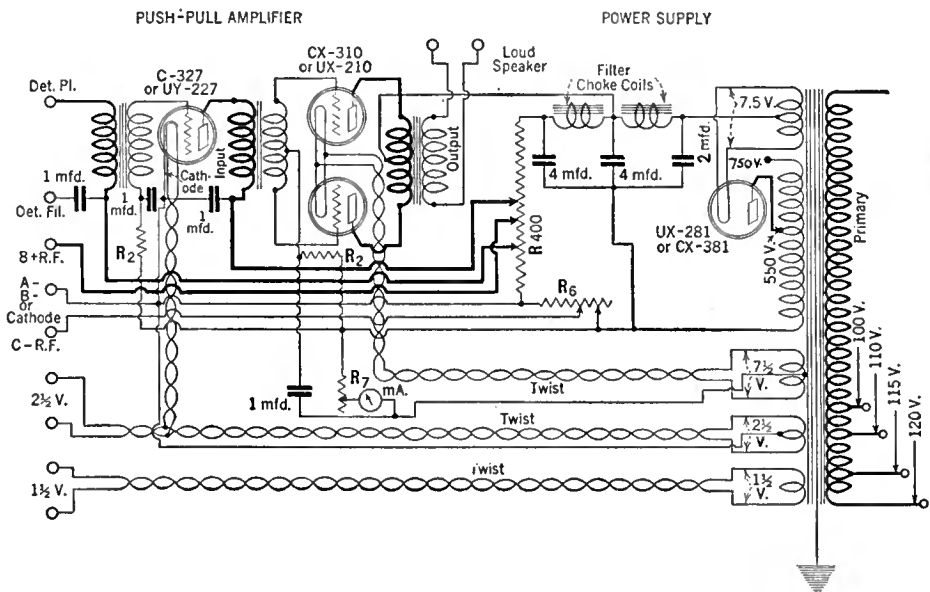 PUSH-PULL AMPLIFIER
POWER SUPPLY
CX-310
or UX-210
C-327
or UY-227
Loud
Speaker
Filter
Choke Coils
Det. Pl.
7.5 V.
2 mfd.
Cath-
ode
Input
Output
750 V.
1 mfd.
4 mfd.
4 mfd.
Det. Fil.
1
mfd.
1
mfd.
R400
UX-281
or CX-381
550 V.
Primary
R2
R2
B+R.F.
A-
B-
or
Cathode
R6
C-R.F.
100 V.
110 V.
115 V.
120 V.
R7
mA.
7½
V.
Twist
1 mfd.
2½ V.
Twist
2½
V.
Twist
1½ V.
1½
V.